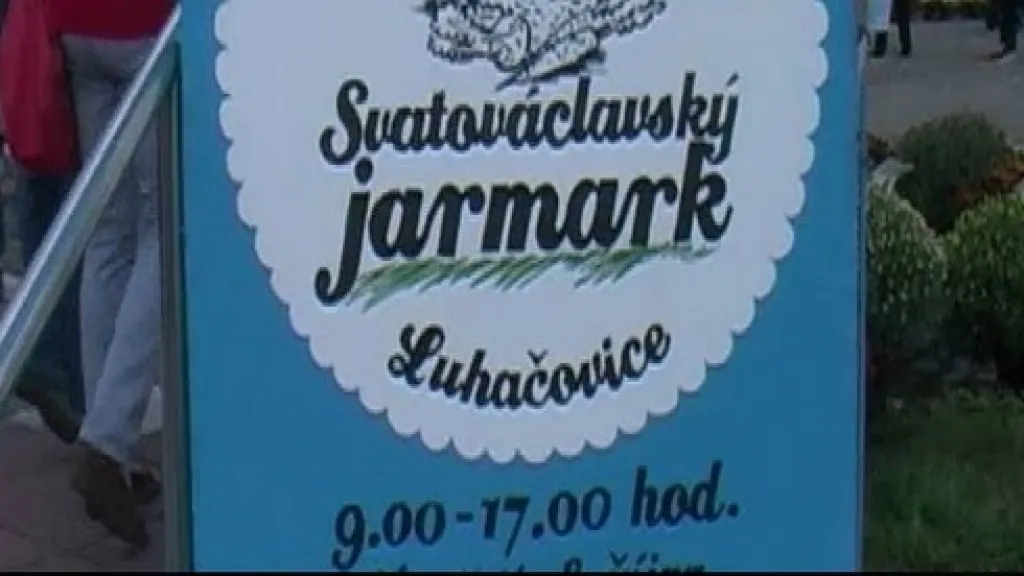 Svatováclavský
jarmark
Luhačovice
9.00-17.00 hod.